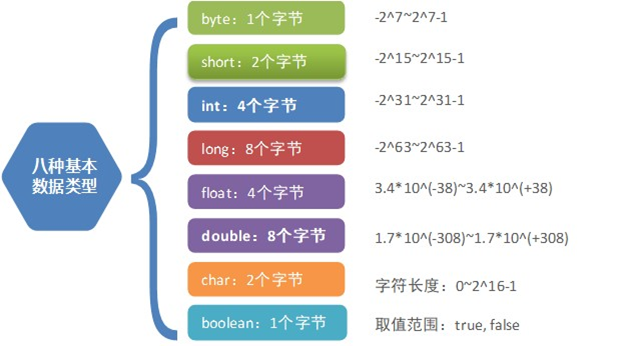 八种基本
数据类型
byte：1个字节 -2^7~2^7-1
short：2个字节 -2^15~2^15-1
int：4个字节 -2^31~2^31-1
long：8个字节 -2^63~2^63-1
float：4个字节 3.4*10^(-38)~3.4*10^(+38)
double：8个字节 1.7*10^(-308)~1.7*10^(+308)
char：2个字节 字符长度：0~2^16-1
boolean：1个字节 取值范围：true, false